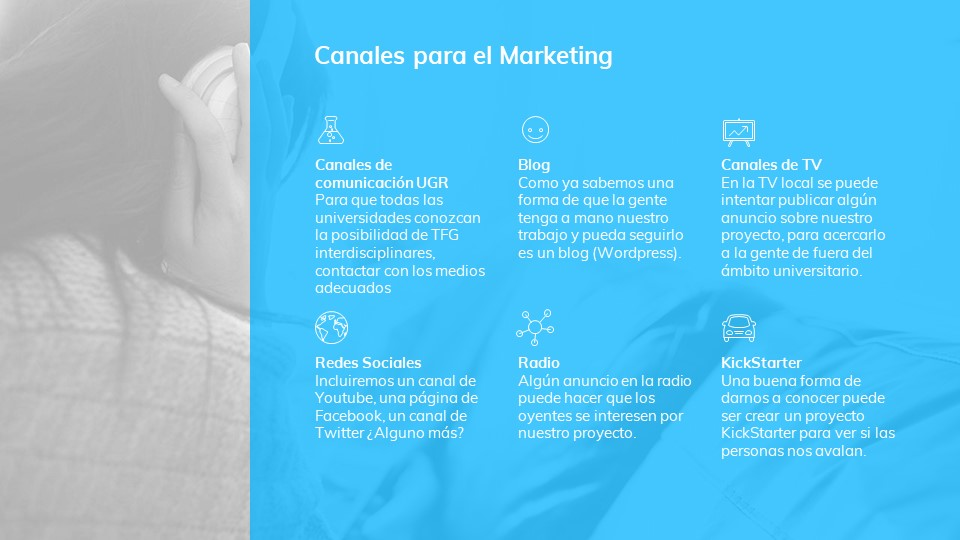 Canales para el Marketing
Canales de
comunicación UGR
Para que todas las
universidades conozcan
la posibilidad de TFG
interdisciplinares,
contactar con los medios
adecuados
Blog
Como ya sabemos una
forma de que la gente
tenga a mano nuestro
trabajo y pueda seguirlo
es un blog (Wordpress).
Canales de TV
En la TV local se puede
intentar publicar algún
anuncio sobre nuestro
proyecto, para acercarlo
a la gente de fuera del
ámbito universitario.
Redes Sociales
Incluiremos un canal de
Youtube, una página de
Facebook, un canal de
Twitter ¿Alguno más?
Radio
Algún anuncio en la radio
puede hacer que los
oyentes se interesen por
nuestro proyecto.
KickStarter
Una buena forma de
darnos a conocer puede
ser crear un proyecto
KickStarter para ver si las
personas nos avalan.